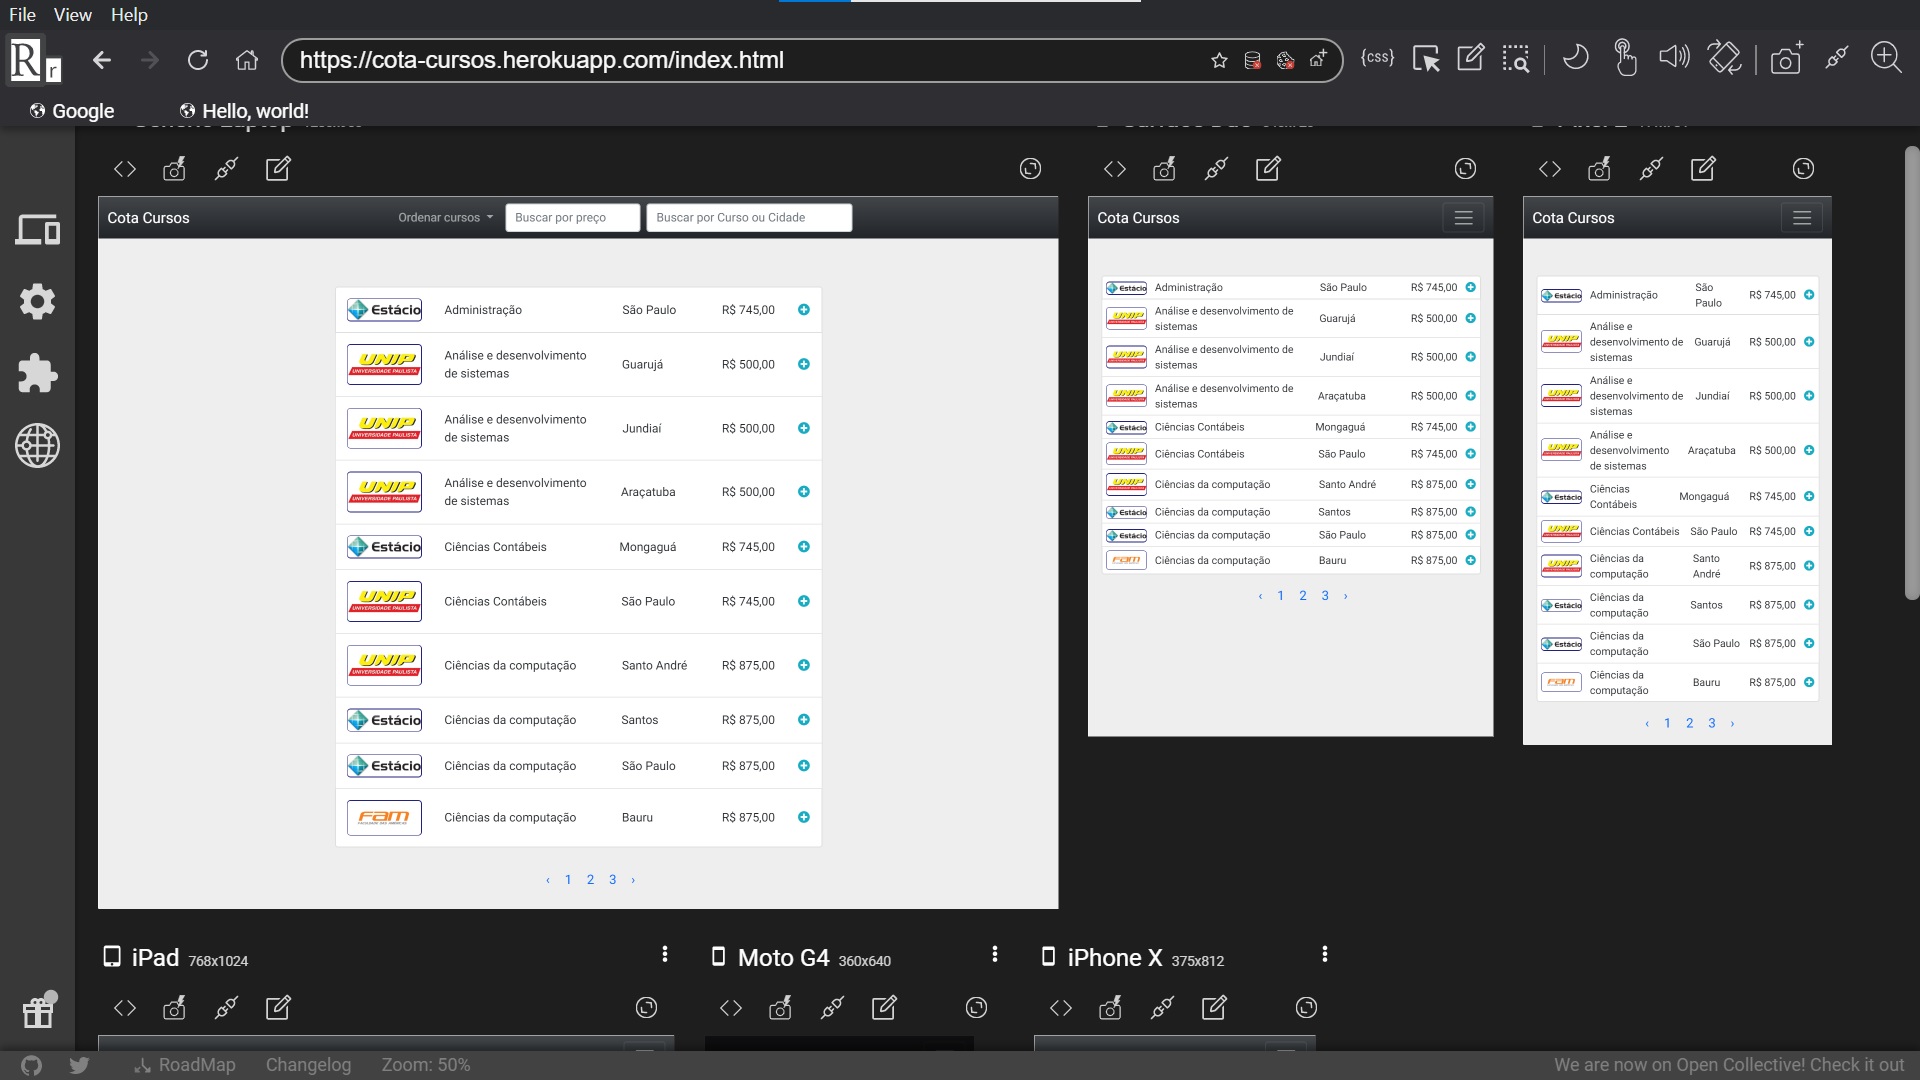 File View Help
https://cota-cursos.herokuapp.com/index.html
{css}
Google Hello, world!
Cota Cursos Ordenar cursos Buscar por preço Buscar por Curso ou Cidade
Estácio Administração São Paulo R$ 745,00
UNIP UNIVERSIDADE PAULISTA Análise e desenvolvimento
de sistemas Guarujá R$ 500,00
UNIP UNIVERSIDADE PAULISTA Análise e desenvolvimento
de sistemas Jundiaí R$ 500,00
UNIP UNIVERSIDADE PAULISTA Análise e desenvolvimento
de sistemas Araçatuba R$ 500,00
Estácio Ciências Contábeis Mongaguá R$ 745,00
UNIP UNIVERSIDADE PAULISTA Ciências Contábeis São Paulo R$ 745,00
UNIP UNIVERSIDADE PAULISTA Ciências da computação Santo André R$ 875,00
Estácio Ciências da computação Santos R$ 875,00
Estácio Ciências da computação São Paulo R$ 875,00
FAM Ciências da computação Bauru R$ 875,00
‹ 1 2 3 ›
Cota Cursos
Estácio Administração São Paulo R$ 745,00
UNIP Análise e desenvolvimento de
sistemas Guarujá R$ 500,00
UNIP Análise e desenvolvimento de
sistemas Jundiaí R$ 500,00
UNIP Análise e desenvolvimento de
sistemas Araçatuba R$ 500,00
Estácio Ciências Contábeis Mongaguá R$ 745,00
UNIP Ciências Contábeis São Paulo R$ 745,00
UNIP Ciências da computação Santo André R$ 875,00
Estácio Ciências da computação Santos R$ 875,00
Estácio Ciências da computação São Paulo R$ 875,00
FAM Ciências da computação Bauru R$ 875,00
‹ 1 2 3 ›
Cota Cursos
Estácio Administração São
Paulo R$ 745,00
UNIP Análise e
desenvolvimento de
sistemas Guarujá R$ 500,00
UNIP Análise e
desenvolvimento de
sistemas Jundiaí R$ 500,00
UNIP Análise e
desenvolvimento
de sistemas Araçatuba R$ 500,00
Estácio Ciências
Contábeis Mongaguá R$ 745,00
UNIP Ciências Contábeis São Paulo R$ 745,00
UNIP Ciências da
computação Santo
André R$ 875,00
Estácio Ciências da
computação Santos R$ 875,00
Estácio Ciências da
computação São Paulo R$ 875,00
FAM Ciências da
computação Bauru R$ 875,00
‹ 1 2 3 ›
iPad 768x1024
Moto G4 360x640
iPhone X 375x812
RoadMap Changelog Zoom: 50% We are now on Open Collective! Check it out